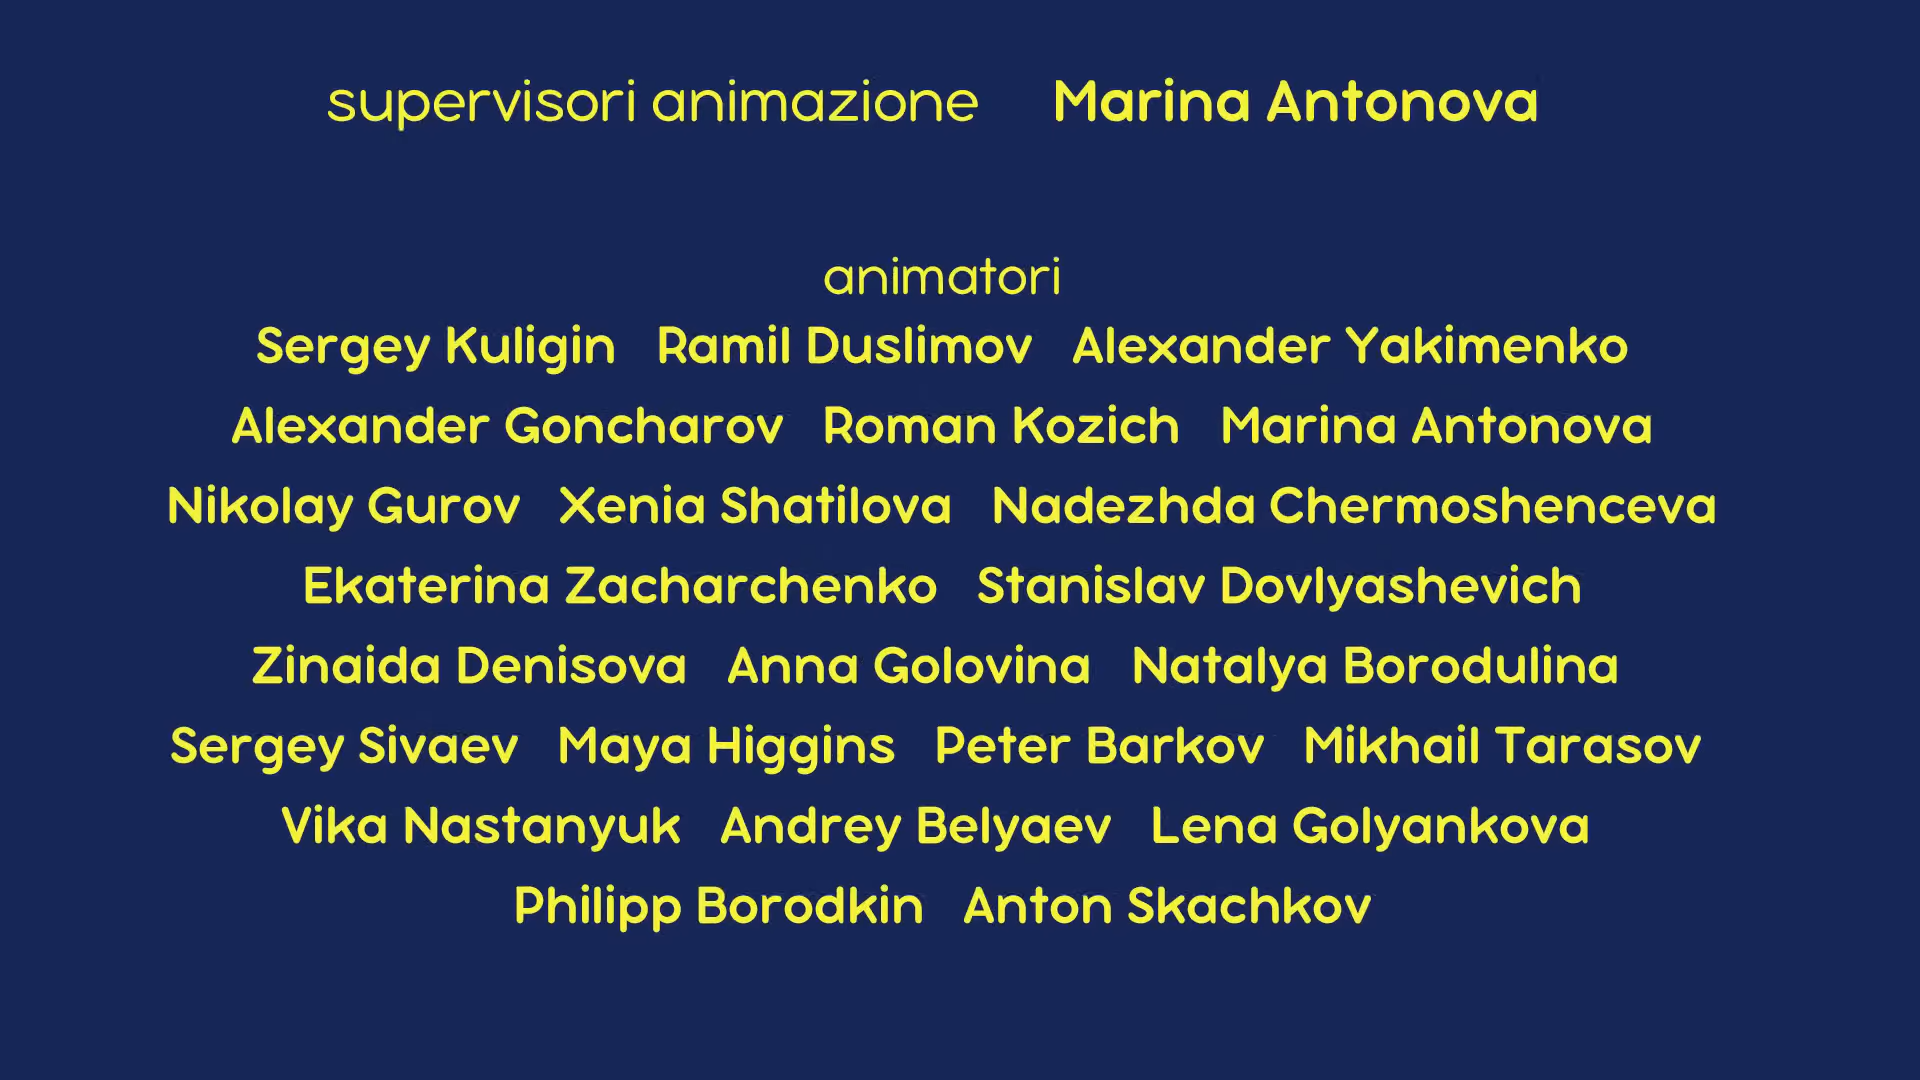 supervisori animazione Marina Antonova
animatori
Sergey Kuligin Ramil Duslimov Alexander Yakimenko
Alexander Goncharov Roman Kozich Marina Antonova
Nikolay Gurov Xenia Shatilova Nadezhda Chermoshenceva
Ekaterina Zacharchenko Stanislav Dovlyashevich
Zinaida Denisova Anna Golovina Natalya Borodulina
Sergey Sivaev Maya Higgins Peter Barkov Mikhail Tarasov
Vika Nastanyuk Andrey Belyaev Lena Golyankova
Philipp Borodkin Anton Skachkov